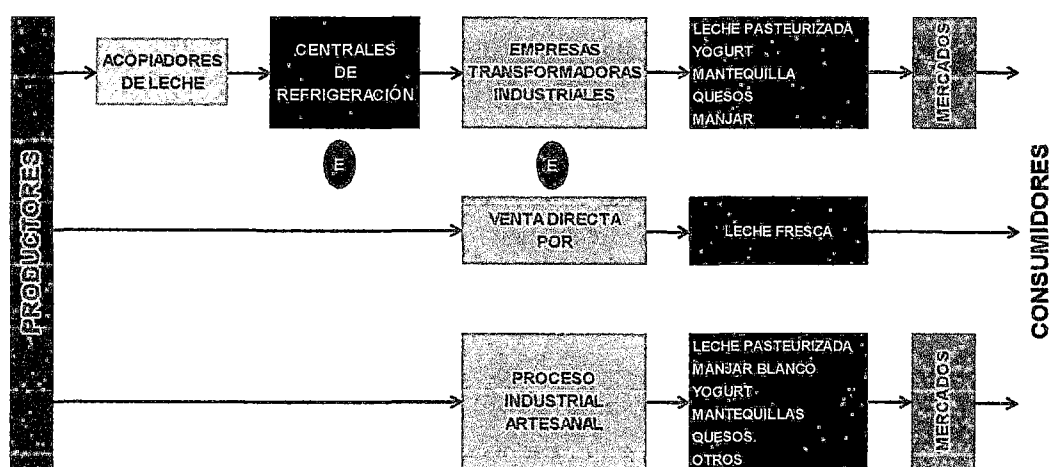 PRODUCTORES
ACOPIADORES
DE LECHE
CENTRALES
DE
REFRIGERACIÓN
E
EMPRESAS
TRANSFORMADORAS
INDUSTRIALES
E
LECHE PASTEURIZADA
YOGURT
MANTEQUILLA
QUESOS
MANJAR
MERCADOS
VENTA DIRECTA
POR
LECHE FRESCA
PROCESO
INDUSTRIAL
ARTESANAL
LECHE PASTEURIZADA
MANJAR BLANCO
YOGURT
MANTEQUILLAS
QUESOS.
OTROS
MERCADOS
CONSUMIDORES